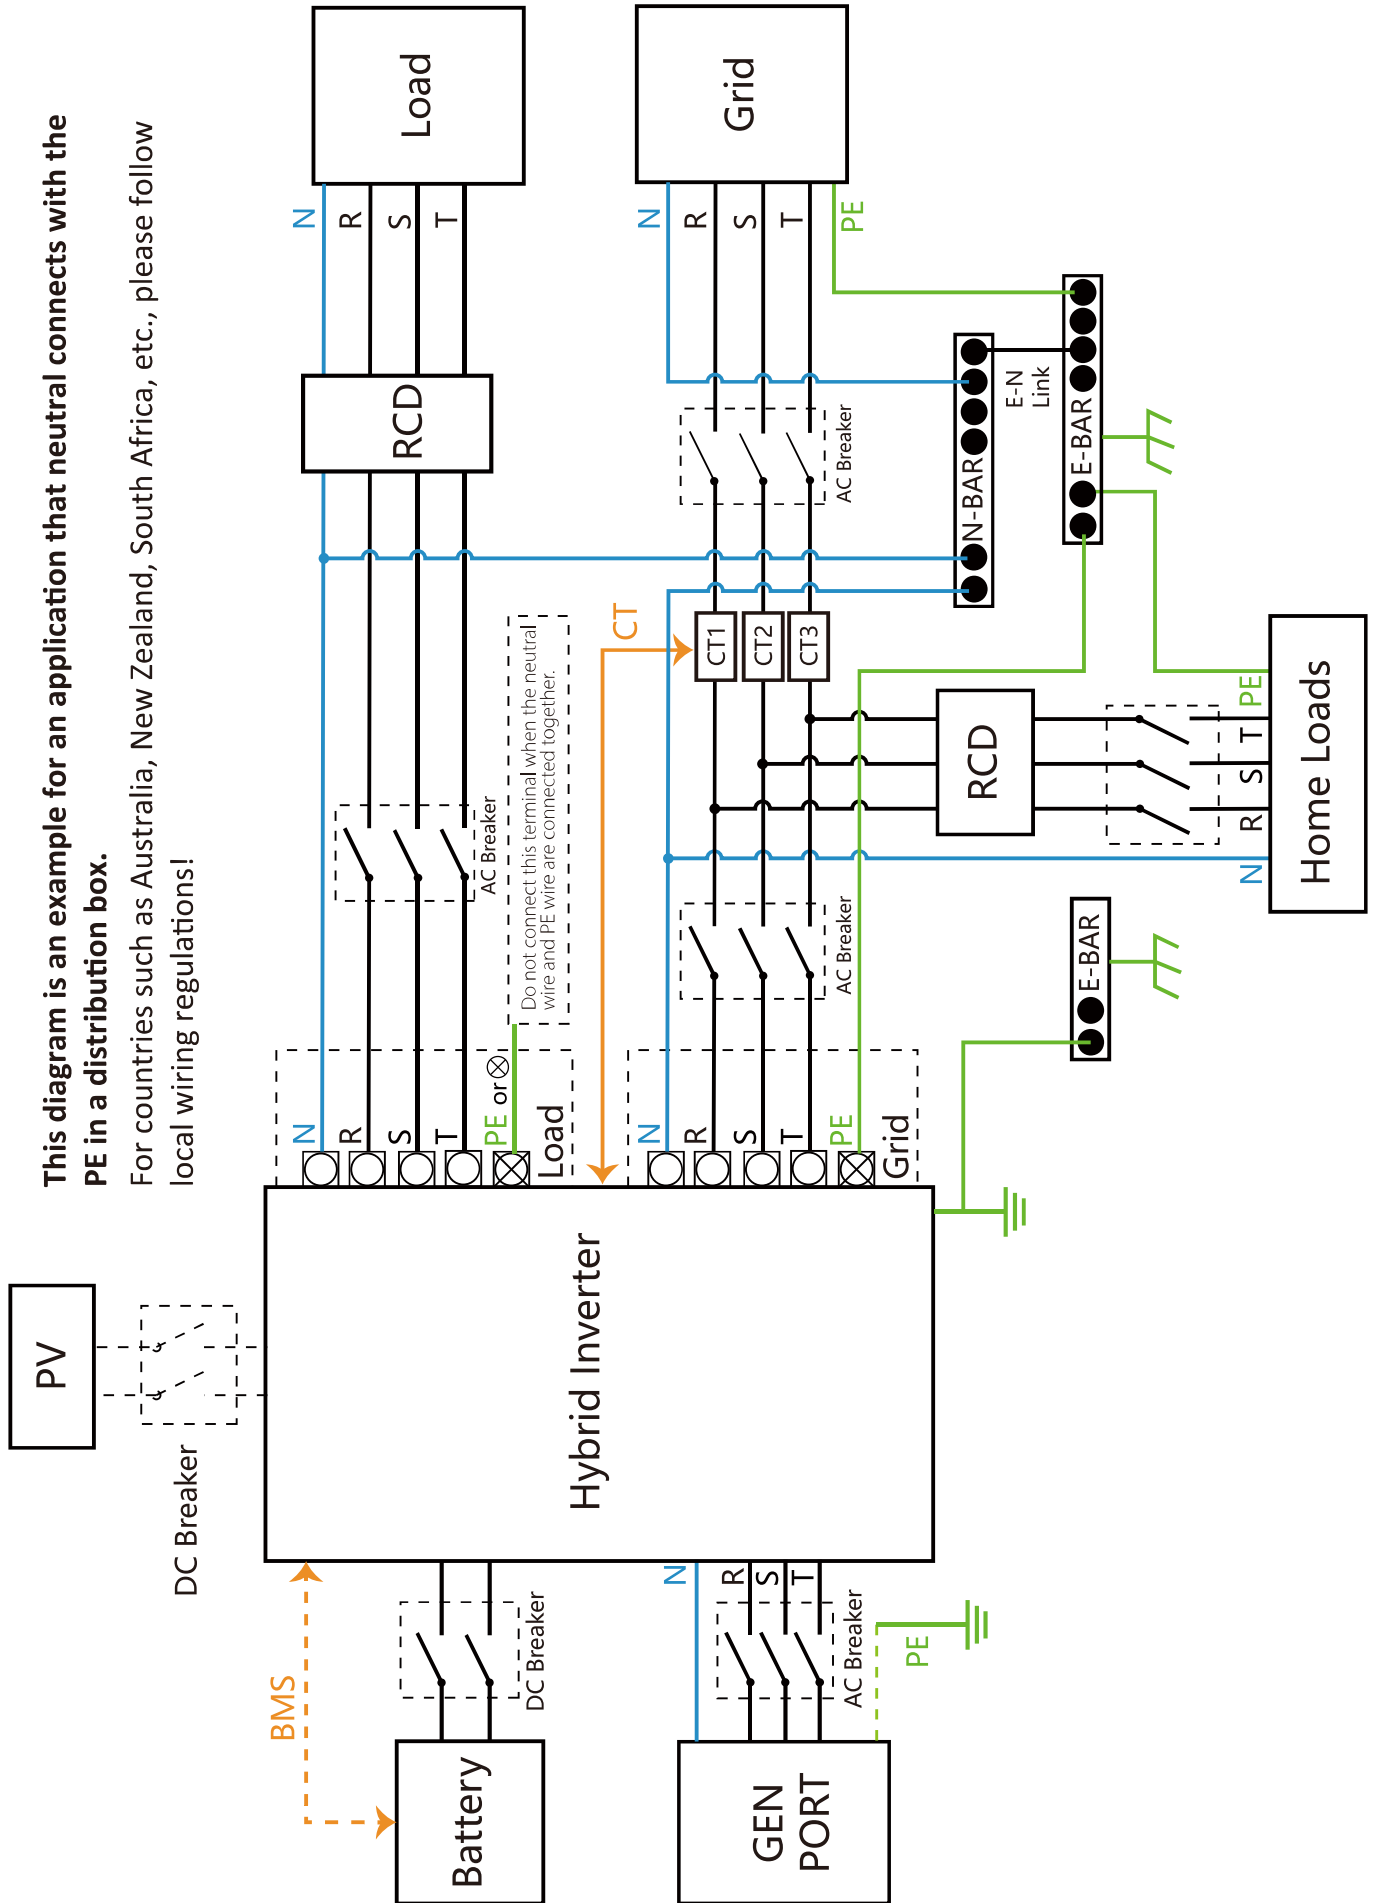 This diagram is an example for an application that neutral connects with the
PE in a distribution box.
For countries such as Australia, New Zealand, South Africa, etc., please follow
local wiring regulations!
PV
DC Breaker
BMS
Battery
DC Breaker
Hybrid Inverter
GEN
PORT
N
R
S
T
AC Breaker
PE
N
R
S
T
PE or
Load
Do not connect this terminal when the neutral
wire and PE wire are connected together.
AC Breaker
RCD
N
R
S
T
Load
CT
N
R
S
T
PE
Grid
AC Breaker
CT1
CT2
CT3
AC Breaker
N
R
S
T
PE
Grid
N-BAR
E-N
Link
E-BAR
RCD
N
R
S
T
PE
Home Loads
E-BAR